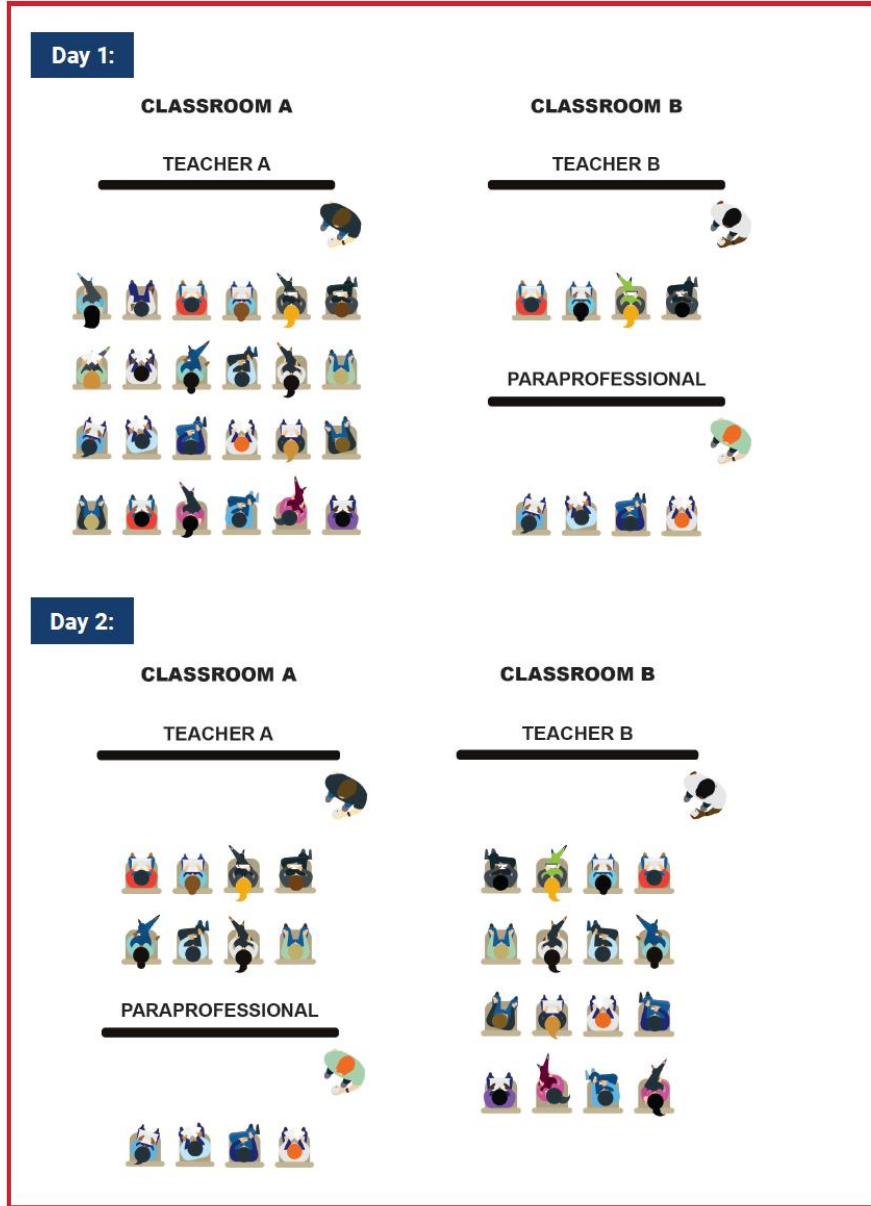 Day 1:
CLASSROOM A
CLASSROOM B
TEACHER A
TEACHER B
PARAPROFESSIONAL
Day 2:
CLASSROOM A
CLASSROOM B
TEACHER A
TEACHER B
PARAPROFESSIONAL